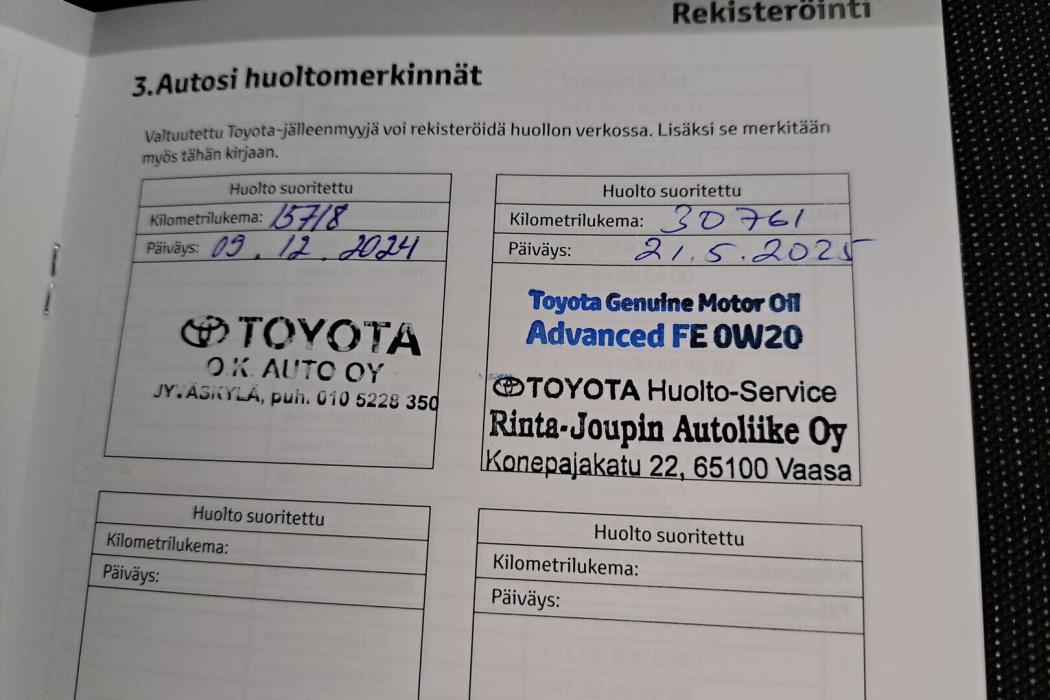 Rekisteröinti
3.Autosi huoltomerkinnät
Valtuutettu Toyota-jälleenmyyjä voi rekisteröidä huollon verkossa. Lisäksi se merkitään
myös tähän kirjaan.
Huolto suoritettu
Kilometrilukema: 15718
Päiväys: 09.12.2024
TOYOTA
O.K. AUTO OY
JYVÄSKYLÄ, puh. 010 5228 350
Huolto suoritettu
Kilometrilukema: 30761
Päiväys: 21.5.2025
Toyota Genuine Motor Oil
Advanced FE 0W20
TOYOTA Huolto-Service
Rinta-Joupin Autoliike Oy
Konepajakatu 22, 65100 Vaasa
Huolto suoritettu
Kilometrilukema:
Päiväys:
Huolto suoritettu
Kilometrilukema:
Päiväys: